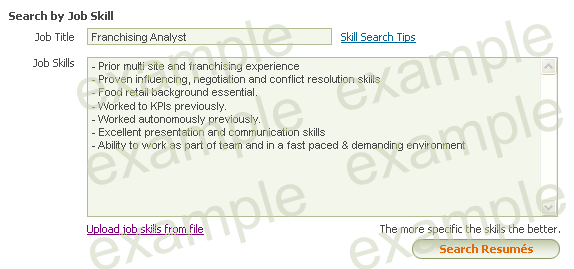 Search by Job Skill
Job Title Franchising Analyst Skill Search Tips
Job Skills
- Prior multi site and franchising experience
- Proven influencing, negotiation and conflict resolution skills
- Food retail background essential.
- Worked to KPIs previously.
- Worked autonomously previously.
- Excellent presentation and communication skills
- Ability to work as part of team and in a fast paced & demanding environment
Upload job skills from file The more specific the skills the better.
Search Resumés
example example
example example
example example